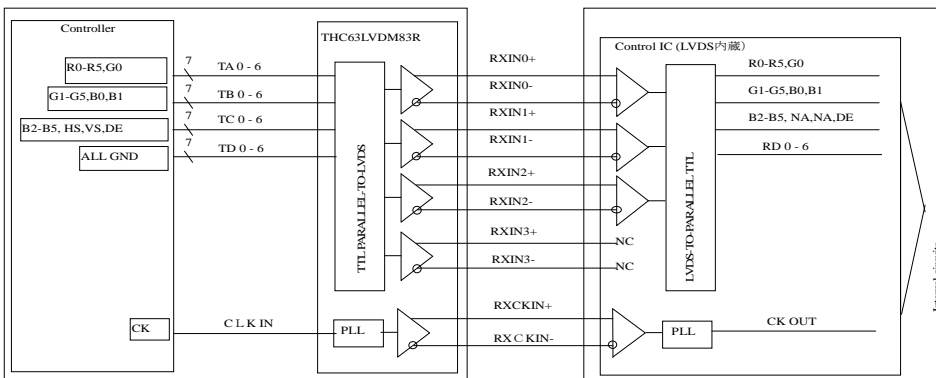 Controller
R0-R5,G0
G1-G5,B0,B1
B2-B5, HS,VS,DE
ALL GND
CK
7
TA 0 - 6
7
TB 0 - 6
7
TC 0 - 6
7
TD 0 - 6
CLK IN
THC63LVDM83R
TTL PARALLEL-TO-LVDS
PLL
RXIN0+
RXIN0-
RXIN1+
RXIN1-
RXIN2+
RXIN2-
RXIN3+
RXIN3-
RXCKIN+
RXCKIN-
Control IC (LVDS内蔵)
NC
NC
LVDS-TO-PARALLEL TTL
PLL
R0-R5,G0
G1-G5,B0,B1
B2-B5, NA,NA,DE
RD 0 - 6
CK OUT